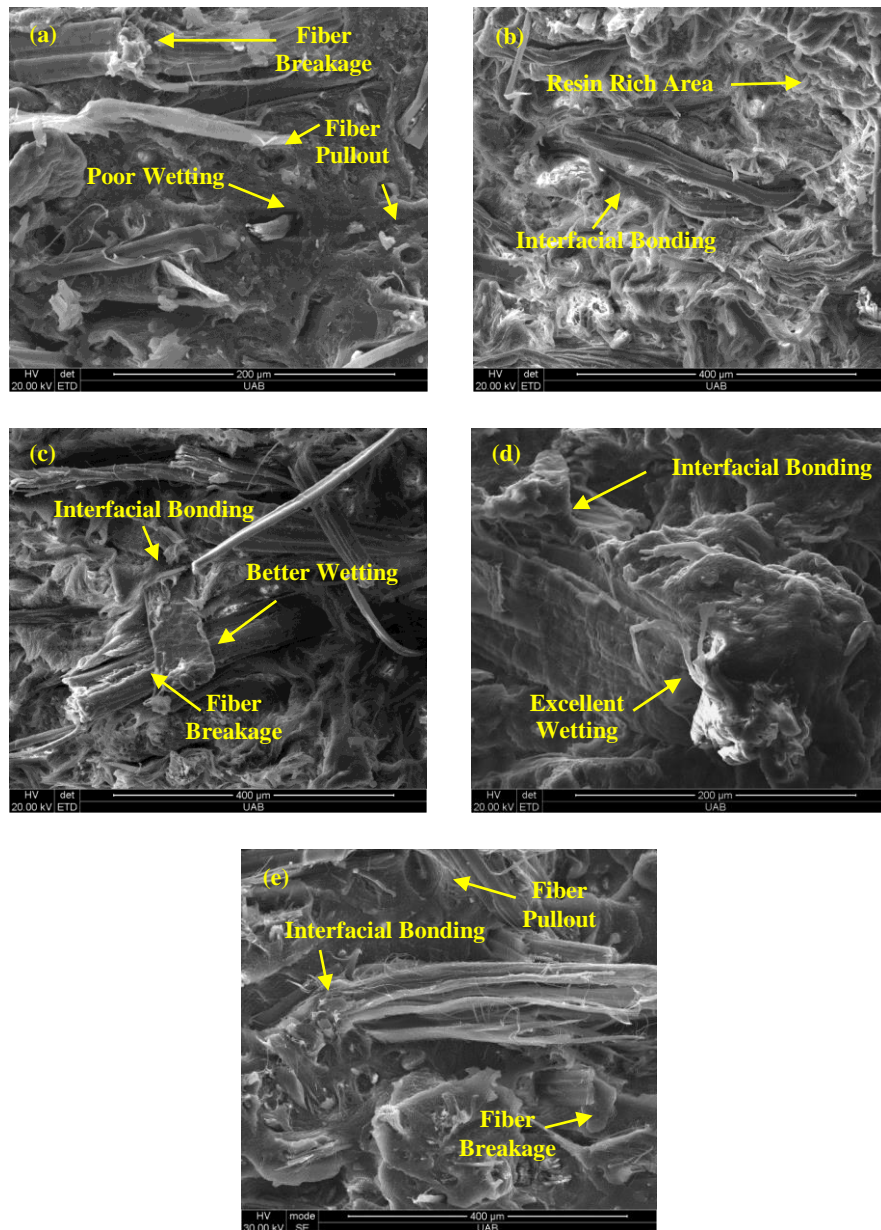 (a)
Fiber
Breakage
Fiber
Pullout
Poor Wetting
HV det 200 µm
20.00 kV ETD UAB
(b)
Resin Rich Area
Interfacial Bonding
HV det 400 µm
20.00 kV ETD UAB
(c)
Interfacial Bonding
Better Wetting
Fiber
Breakage
HV det 400 µm
20.00 kV ETD UAB
(d)
Interfacial Bonding
Excellent
Wetting
HV det 200 µm
20.00 kV ETD UAB
(e)
Fiber
Pullout
Interfacial Bonding
Fiber
Breakage
HV mode 400 µm
30.00 kV SE UAB